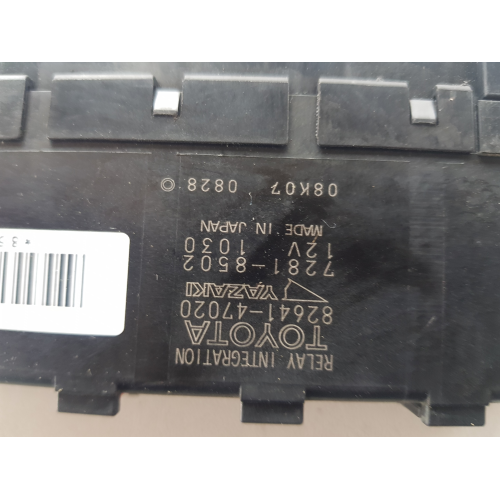 RELAY INTEGRATION
TOYOTA
82641-47020
YAZAKI
7281-8502
12V 1030
MADE IN JAPAN
08K07 0828